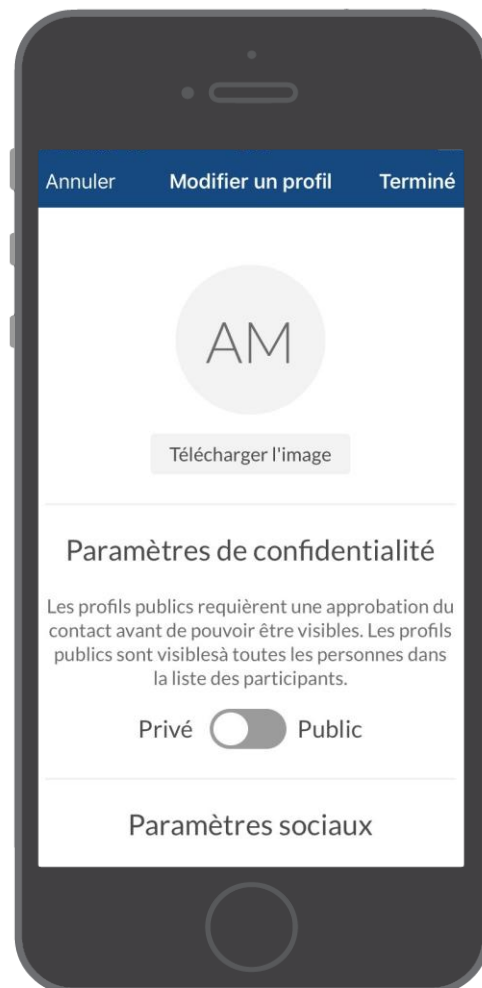 Annuler Modifier un profil Terminé
AM
Télécharger l'image
Paramètres de confidentialité
Les profils publics requièrent une approbation du
contact avant de pouvoir être visibles. Les profils
publics sont visiblesà toutes les personnes dans
la liste des participants.
Privé Public
Paramètres sociaux